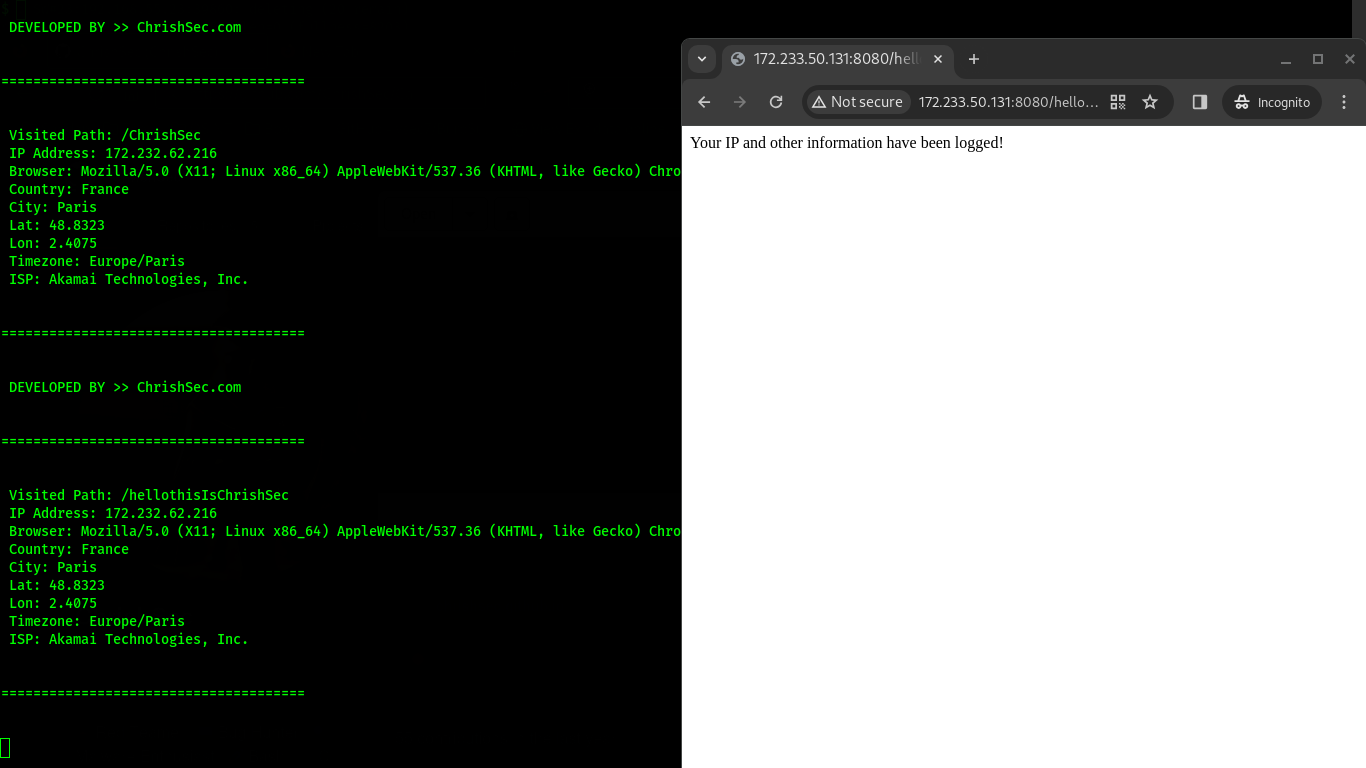 DEVELOPED BY >> ChrishSec.com
======================================
Visited Path: /ChrishSec
IP Address: 172.232.62.216
Browser: Mozilla/5.0 (X11; Linux x86_64) AppleWebKit/537.36 (KHTML, like Gecko) Chro
Country: France
City: Paris
Lat: 48.8323
Lon: 2.4075
Timezone: Europe/Paris
ISP: Akamai Technologies, Inc.
======================================
DEVELOPED BY >> ChrishSec.com
======================================
Visited Path: /hellothisIsChrishSec
IP Address: 172.232.62.216
Browser: Mozilla/5.0 (X11; Linux x86_64) AppleWebKit/537.36 (KHTML, like Gecko) Chro
Country: France
City: Paris
Lat: 48.8323
Lon: 2.4075
Timezone: Europe/Paris
ISP: Akamai Technologies, Inc.
======================================
172.233.50.131:8080/hello
Not secure 172.233.50.131:8080/hello... Incognito
Your IP and other information have been logged!